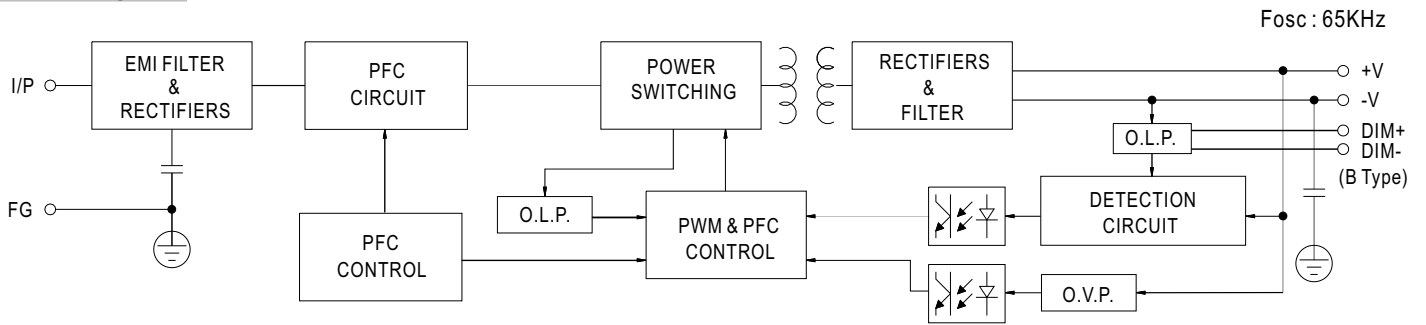 Fosc : 65KHz
I/P
EMI FILTER
&
RECTIFIERS
PFC
CIRCUIT
POWER
SWITCHING
RECTIFIERS
&
FILTER
+V
-V
O.L.P.
DIM+
DIM-
(B Type)
FG
O.L.P.
PFC
CONTROL
PWM & PFC
CONTROL
DETECTION
CIRCUIT
O.V.P.